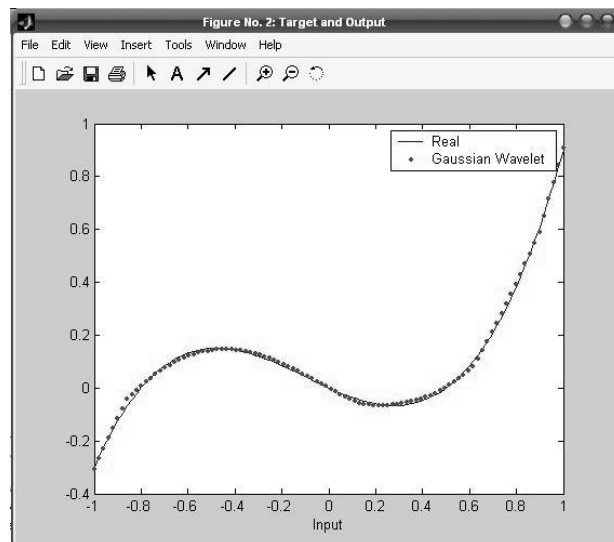 Figure No. 2: Target and Output
File Edit View Insert Tools Window Help
A
1
0.8
0.6
0.4
0.2
0
-0.2
-0.4
Real
Gaussian Wavelet
-1 -0.8 -0.6 -0.4 -0.2 0 0.2 0.4 0.6 0.8 1
Input